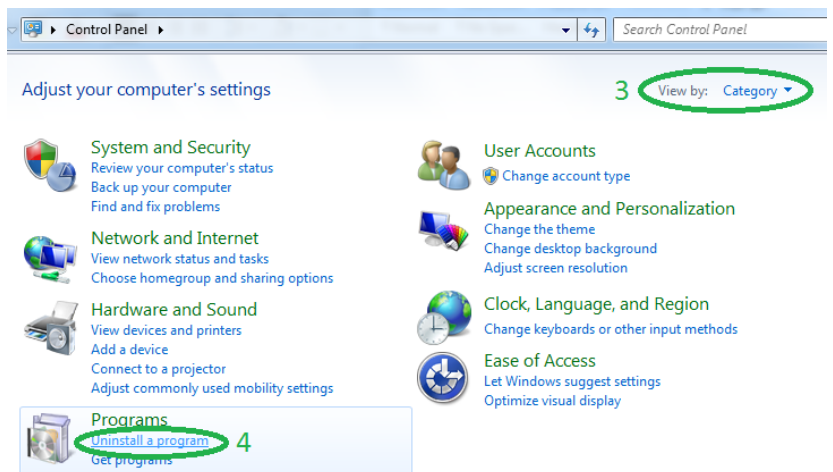 Control Panel
Search Control Panel
Adjust your computer's settings
3 View by: Category
System and Security
Review your computer's status
Back up your computer
Find and fix problems
Network and Internet
View network status and tasks
Choose homegroup and sharing options
Hardware and Sound
View devices and printers
Add a device
Connect to a projector
Adjust commonly used mobility settings
Programs
Uninstall a program 4
Get programs
User Accounts
Change account type
Appearance and Personalization
Change the theme
Change desktop background
Adjust screen resolution
Clock, Language, and Region
Change keyboards or other input methods
Ease of Access
Let Windows suggest settings
Optimize visual display